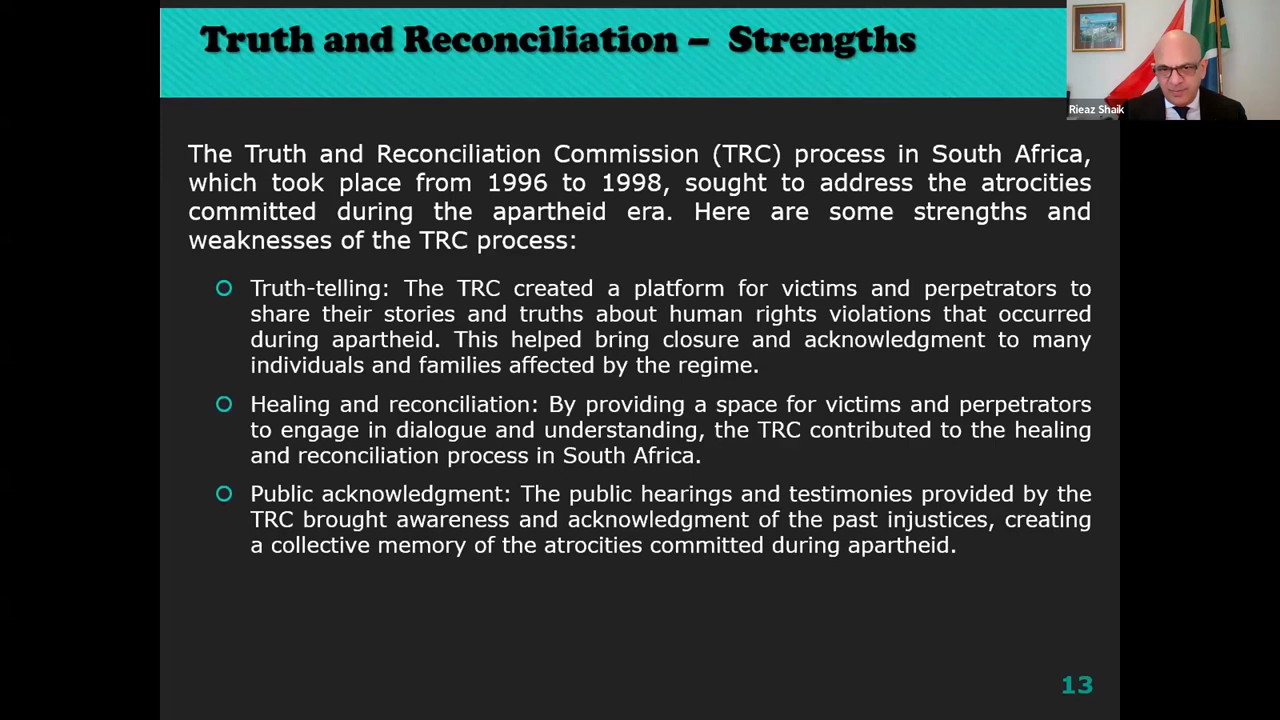 Truth and Reconciliation – Strengths
Rieaz Shaik
The Truth and Reconciliation Commission (TRC) process in South Africa,
which took place from 1996 to 1998, sought to address the atrocities
committed during the apartheid era. Here are some strengths and
weaknesses of the TRC process:
Truth-telling: The TRC created a platform for victims and perpetrators to
share their stories and truths about human rights violations that occurred
during apartheid. This helped bring closure and acknowledgment to many
individuals and families affected by the regime.
Healing and reconciliation: By providing a space for victims and perpetrators
to engage in dialogue and understanding, the TRC contributed to the healing
and reconciliation process in South Africa.
Public acknowledgment: The public hearings and testimonies provided by the
TRC brought awareness and acknowledgment of the past injustices, creating
a collective memory of the atrocities committed during apartheid.
13